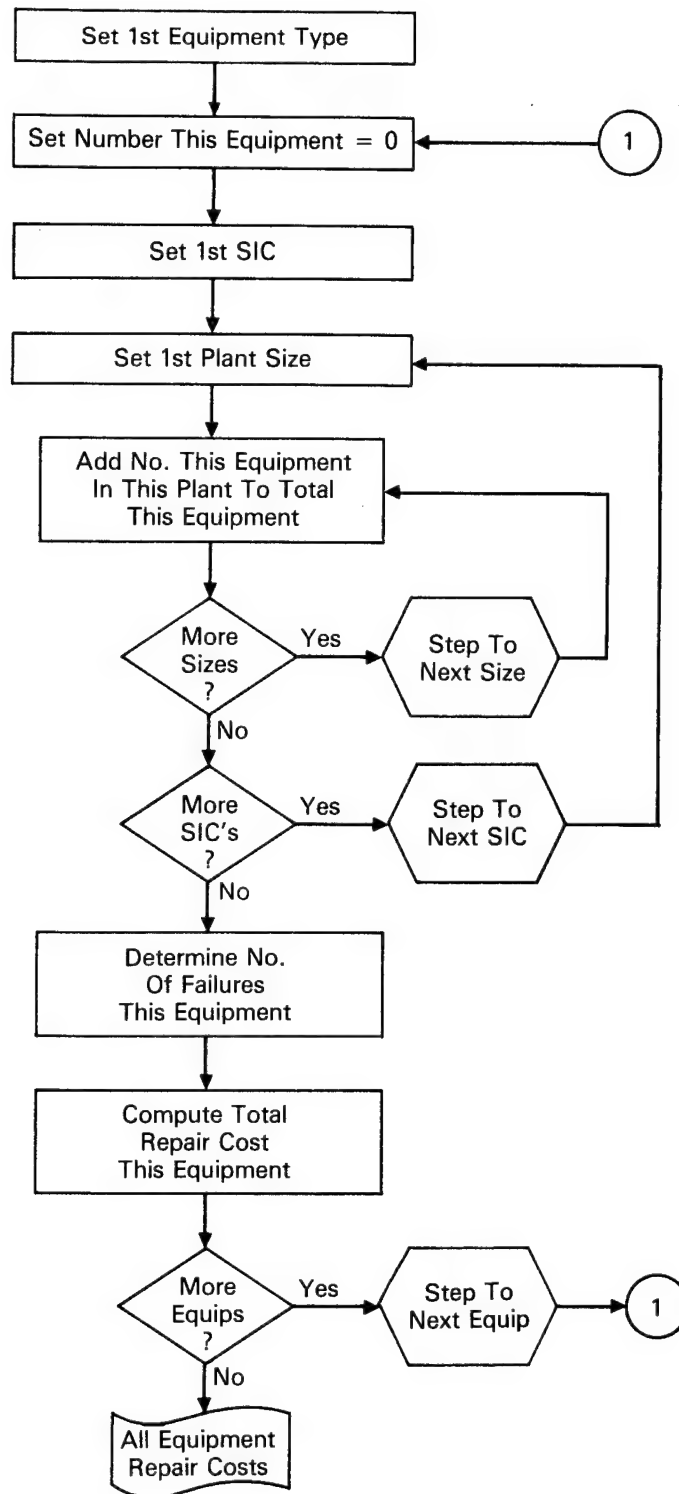 Set 1st Equipment Type
Set Number This Equipment = 0
1
Set 1st SIC
Set 1st Plant Size
Add No. This Equipment
In This Plant To Total
This Equipment
More
Sizes
?
Yes
Step To
Next Size
No
More
SIC's
?
Yes
Step To
Next SIC
No
Determine No.
Of Failures
This Equipment
Compute Total
Repair Cost
This Equipment
More
Equips
?
Yes
Step To
Next Equip
1
No
All Equipment
Repair Costs